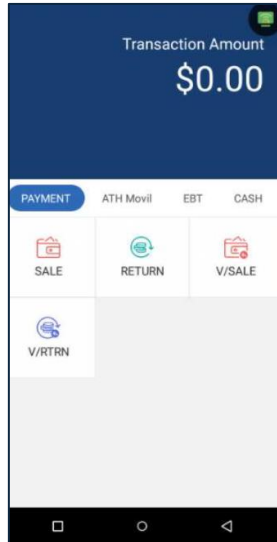 Transaction Amount
$0.00
PAYMENT ATH Movil EBT CASH
SALE RETURN V/SALE
V/RTRN